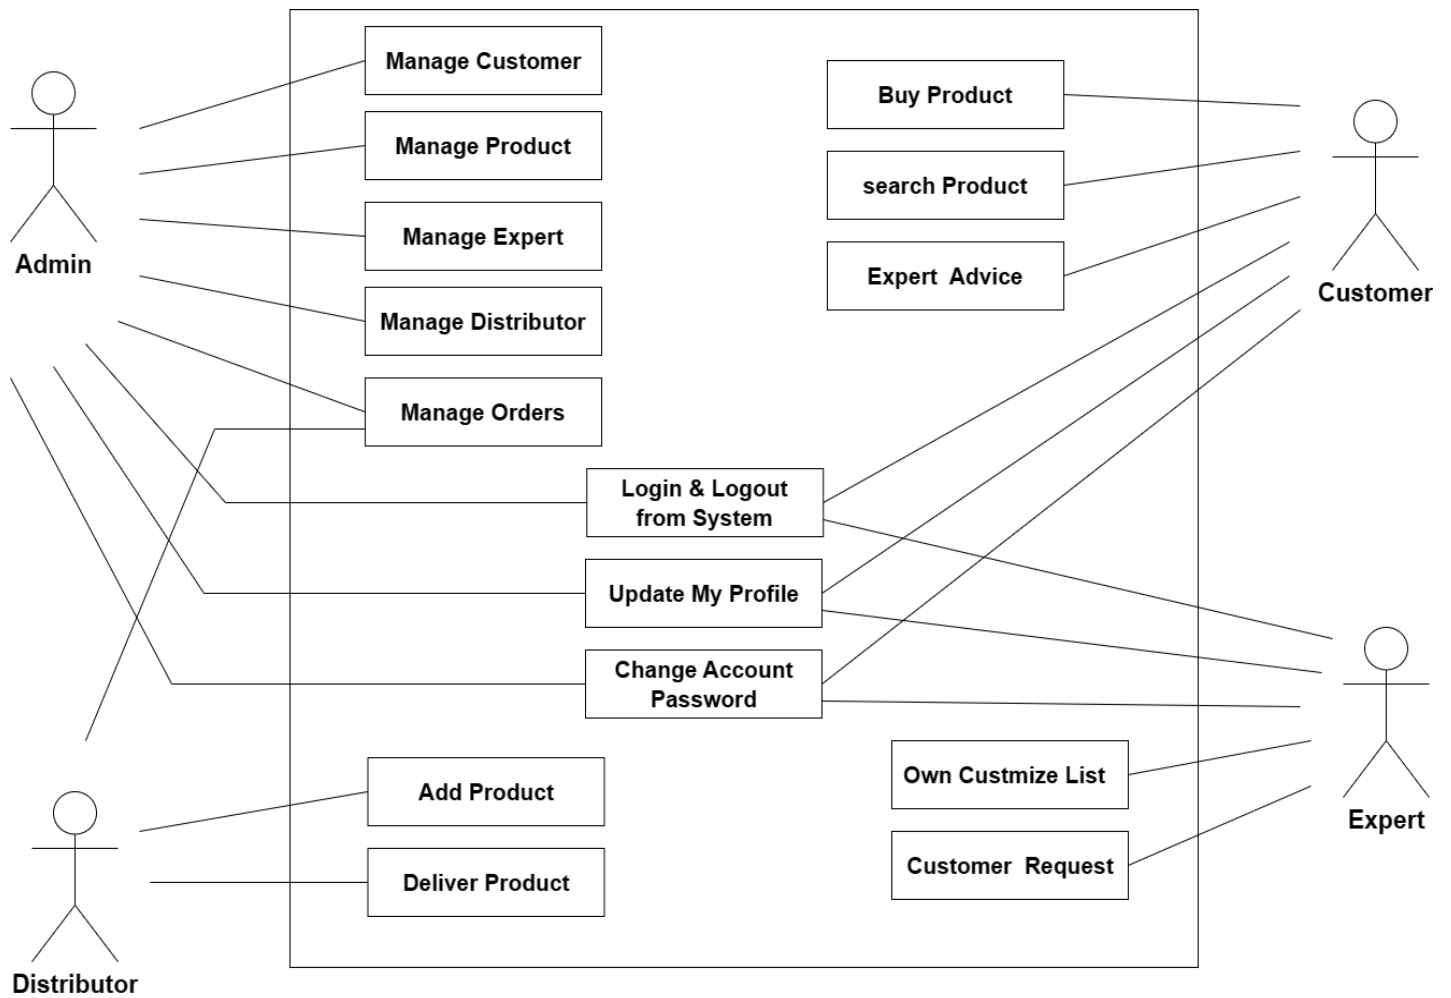 Manage Customer
Manage Product
Manage Expert
Manage Distributor
Manage Orders
Admin
Buy Product
search Product
Expert  Advice
Customer
Login & Logout
from System
Update My Profile
Change Account
Password
Add Product
Deliver Product
Distributor
Own Custmize List
Customer  Request
Expert